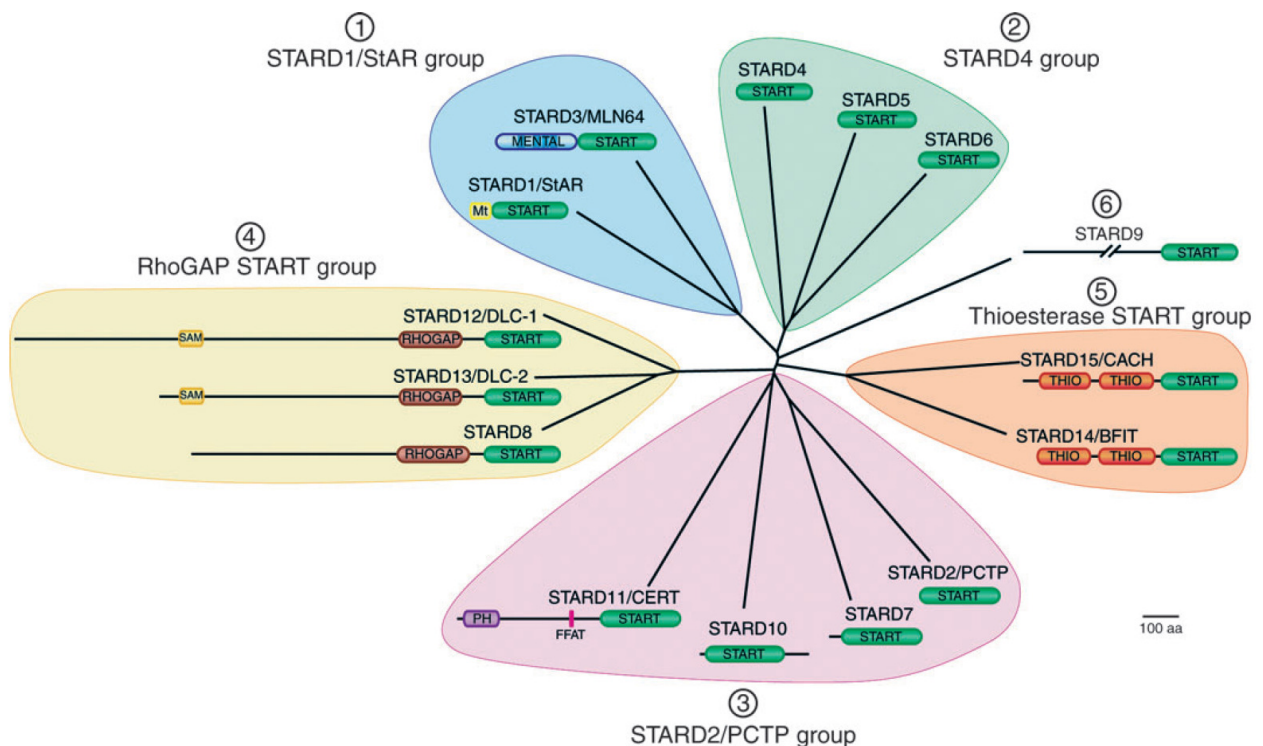 ①
STARD1/StAR group
②
STARD4 group
STARD4
START
STARD5
START
STARD6
START
STARD3/MLN64
MENTAL START
STARD1/StAR
Mt START
⑥
STARD9
START
④
RhoGAP START group
STARD12/DLC-1
SAM RHOGAP START
STARD13/DLC-2
SAM RHOGAP START
STARD8
RHOGAP START
⑤
Thioesterase START group
STARD15/CACH
THIO THIO START
STARD14/BFIT
THIO THIO START
STARD11/CERT
PH START
FFAT
STARD10
START
STARD7
START
STARD2/PCTP
START
100 aa
③
STARD2/PCTP group